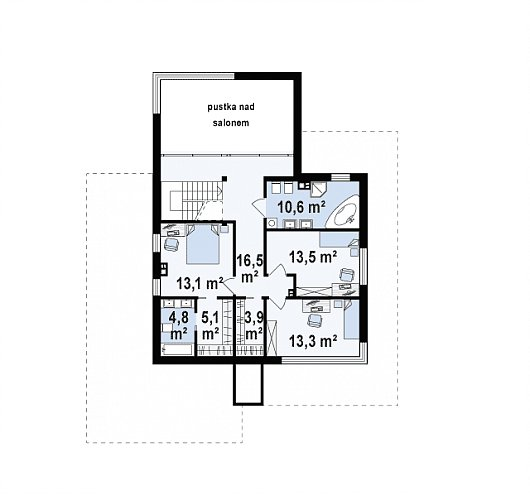 pustka nad
salonem
10,6 m²
16,5
m²
13,5 m²
13,1 m²
4,8
m²
5,1
m²
3,9
m²
13,3 m²